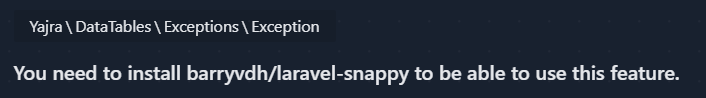 Yajra\DataTables\Exceptions\Exception
You need to install barryvdh/laravel-snappy to be able to use this feature.